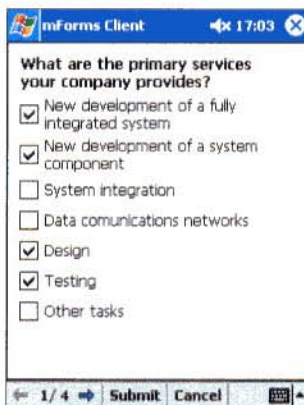 mForms Client 17:03
What are the primary services
your company provides?
New development of a fully
integrated system
New development of a system
component
System integration
Data comunications networks
Design
Testing
Other tasks
1/4 Submit Cancel